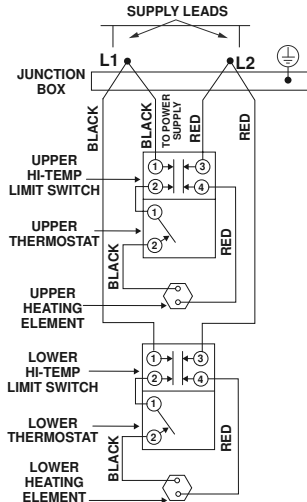 SUPPLY LEADS
L1
L2
JUNCTION
BOX
BLACK
BLACK
TO POWER
SUPPLY
RED
RED
UPPER
HI-TEMP
LIMIT SWITCH
1
3
2
4
UPPER
THERMOSTAT
1
2
BLACK
RED
UPPER
HEATING
ELEMENT
LOWER
HI-TEMP
LIMIT SWITCH
1
3
2
4
LOWER
THERMOSTAT
1
2
BLACK
RED
LOWER
HEATING
ELEMENT